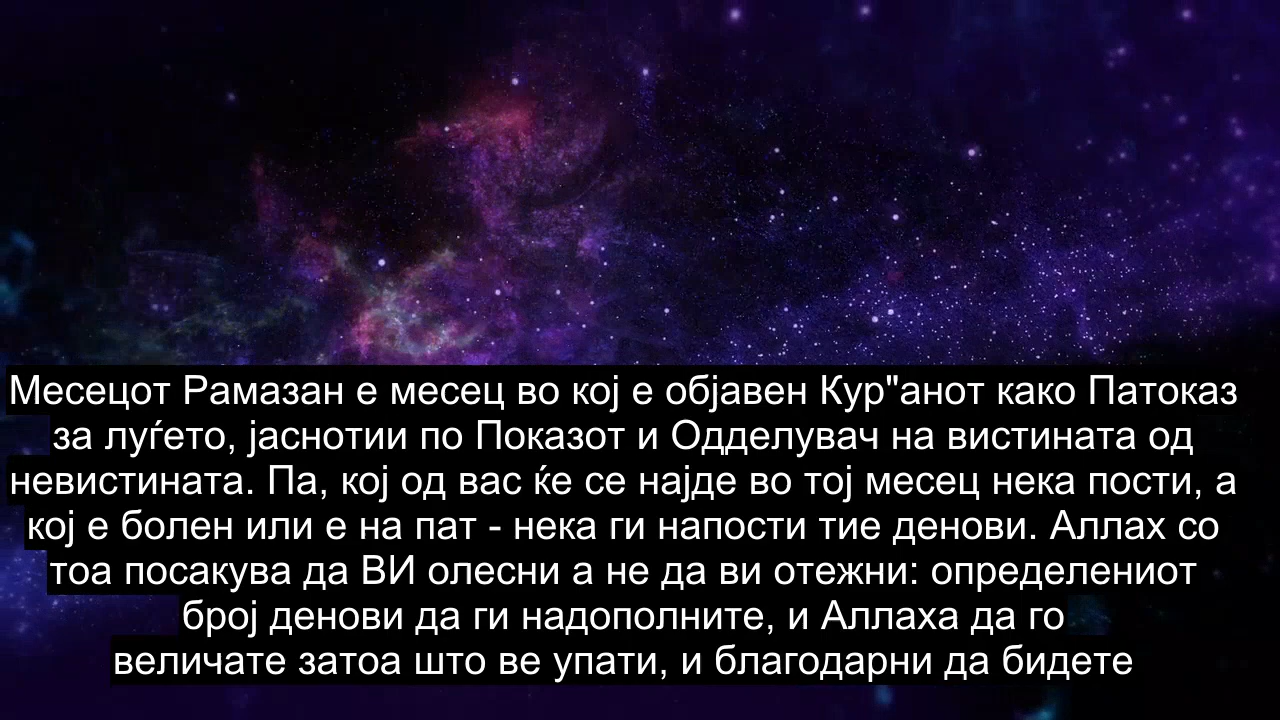 Месецот Рамазан е месец во кој е објавен Кур"анот како Патоказ
за луѓето, јаснотии по Показот и Одделувач на вистината од
невистината. Па, кој од вас ќе се најде во тој месец нека пости, а
кој е болен или е на пат - нека ги напости тие денови. Аллах со
тоа посакува да ВИ олесни а не да ви отежни: определениот
број денови да ги надополните, и Аллаха да го
величате затоа што ве упати, и благодарни да бидете